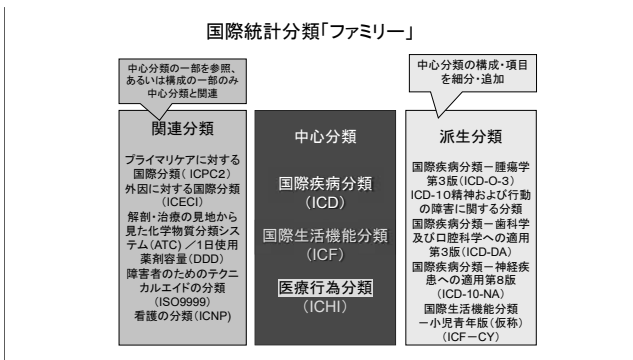 国際統計分類「ファミリー」
中心分類の一部を参照、
あるいは構成の一部のみ
中心分類と関連
関連分類
プライマリケアに対する
国際分類( ICPC2)
外因に対する国際分類
(ICECI)
解剖・治療の見地から
見た化学物質分類シス
テム(ATC) ／1日使用
薬剤容量(DDD)
障害者のためのテクニ
カルエイドの分類
(ISO9999)
看護の分類(ICNP)
中心分類
国際疾病分類
(ICD)
国際生活機能分類
(ICF)
医療行為分類
(ICHI)
中心分類の構成・項目
を細分・追加
派生分類
国際疾病分類－腫瘍学
第3版(ICD-O-3)
ICD-10精神および行動
の障害に関する分類
国際疾病分類－歯科学
及び口腔科学への適用
第3版(ICD-DA)
国際疾病分類－神経疾
患への適用第8版
(ICD-10-NA)
国際生活機能分類
－小児青年版(仮称)
(ICF－CY)